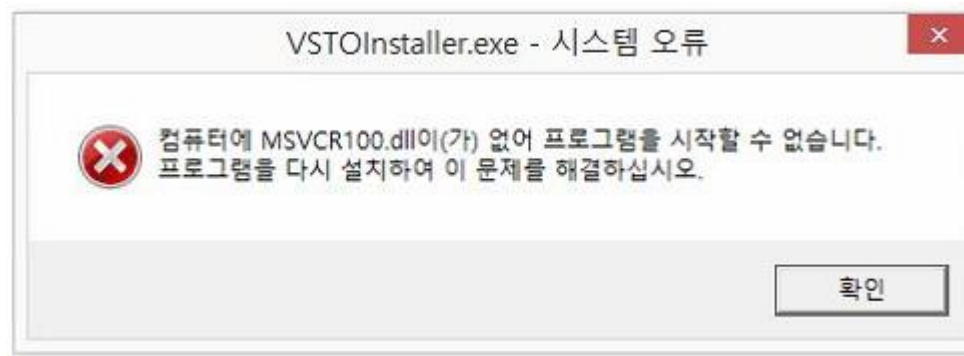 VSTOInstaller.exe - 시스템 오류
컴퓨터에 MSVCR100.dll이(가) 없어 프로그램을 시작할 수 없습니다.
프로그램을 다시 설치하여 이 문제를 해결하십시오.
확인